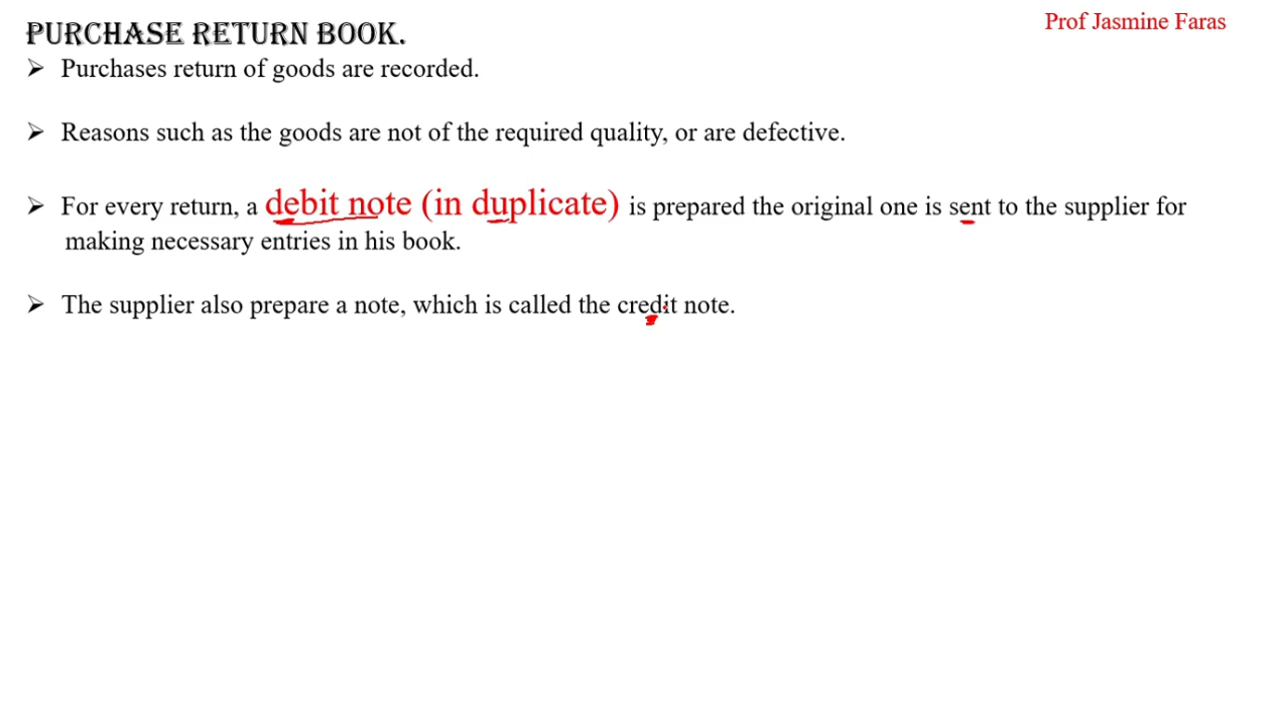 PURCHASE RETURN BOOK.
Prof Jasmine Faras
➢ Purchases return of goods are recorded.
➢ Reasons such as the goods are not of the required quality, or are defective.
➢ For every return, a debit note (in duplicate) is prepared the original one is sent to the supplier for
making necessary entries in his book.
➢ The supplier also prepare a note, which is called the credit note.